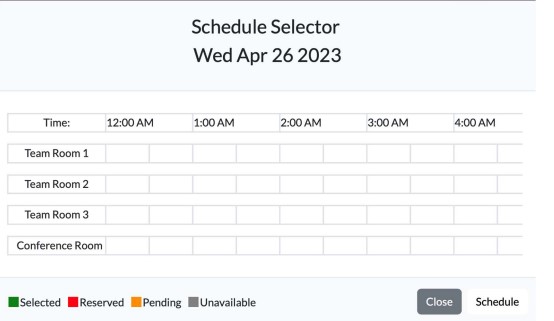 Schedule Selector
Wed Apr 26 2023
Time: 12:00 AM 1:00 AM 2:00 AM 3:00 AM 4:00 AM
Team Room 1
Team Room 2
Team Room 3
Conference Room
Selected Reserved Pending Unavailable Close Schedule